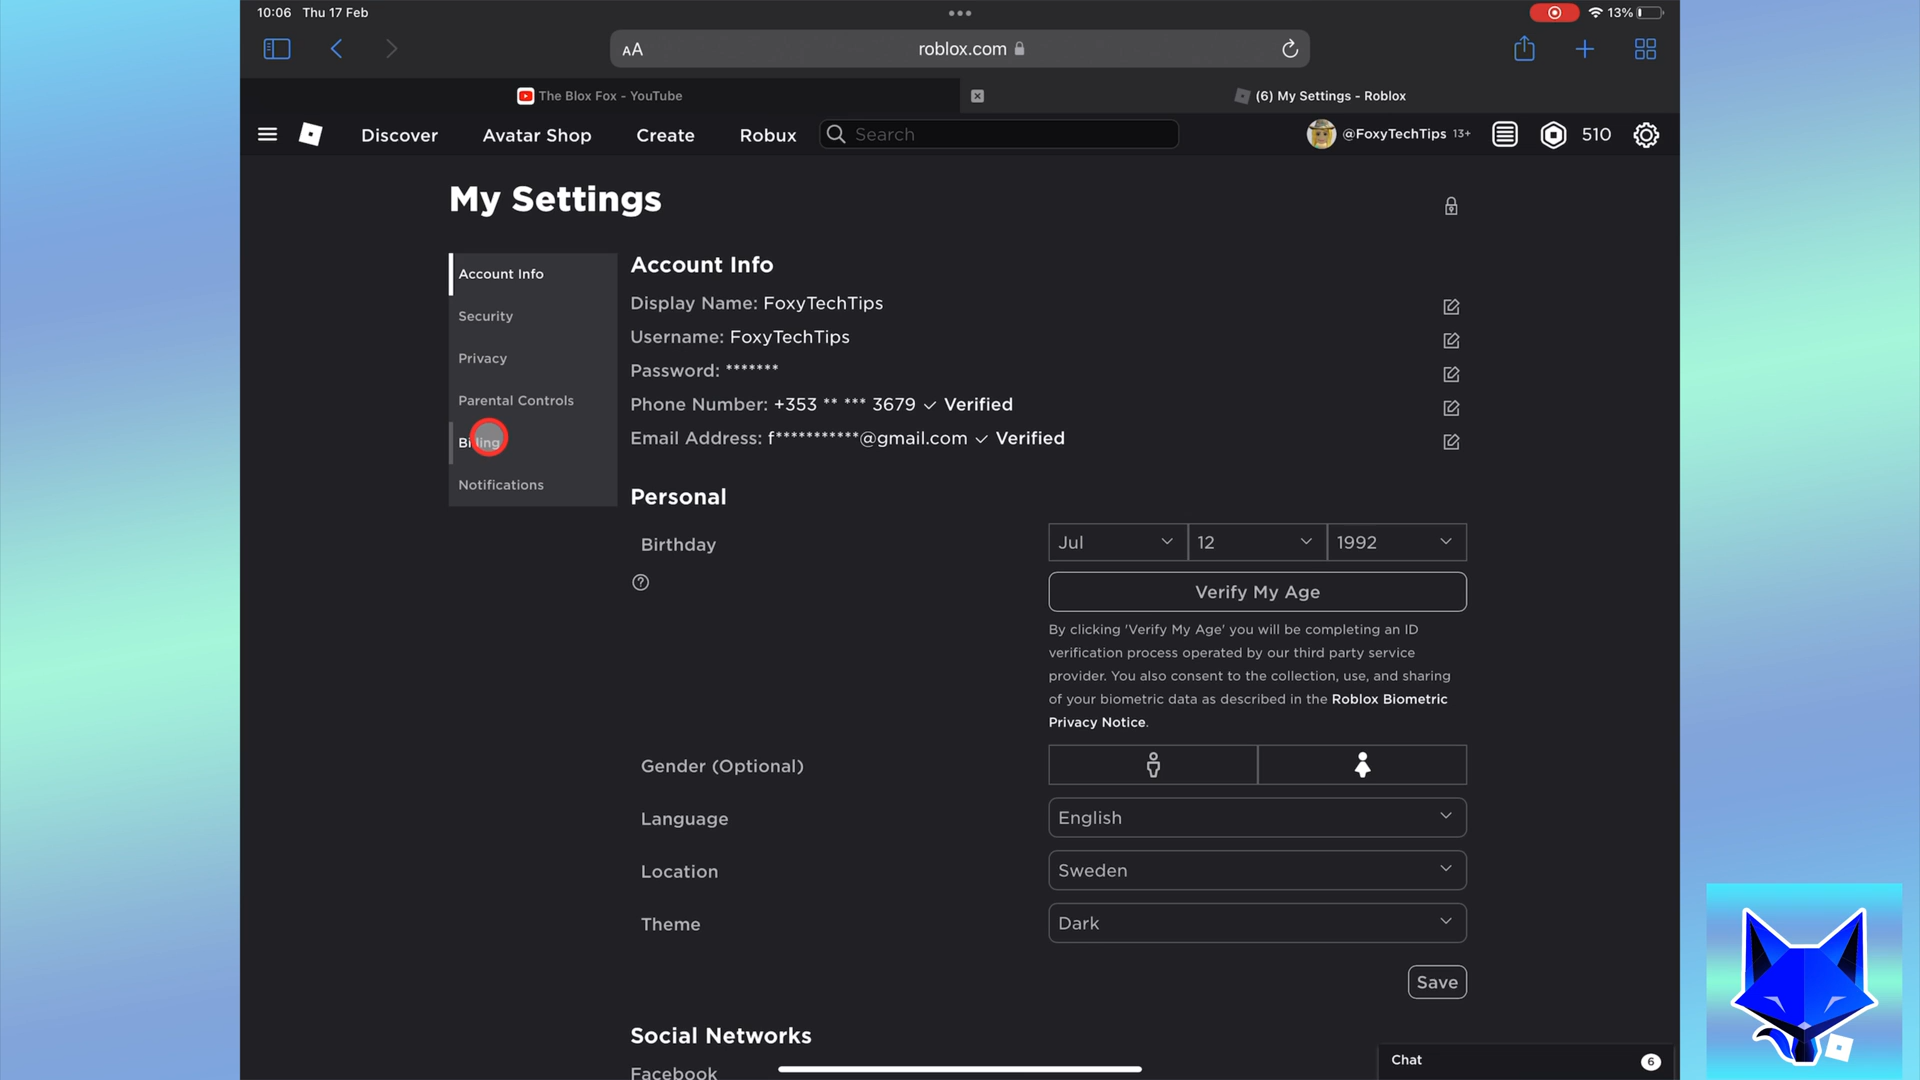 10:06 Thu 17 Feb
13%
AA
roblox.com
The Blox Fox - YouTube
(6) My Settings - Roblox
Discover
Avatar Shop
Create
Robux
Search
@FoxyTechTips 13+
510
My Settings
Account Info
Security
Privacy
Parental Controls
Billing
Notifications
Account Info
Display Name: FoxyTechTips
Username: FoxyTechTips
Password: *******
Phone Number: +353 ** *** 3679 ✓ Verified
Email Address: f***********@gmail.com ✓ Verified
Personal
Birthday
Jul
12
1992
Verify My Age
By clicking 'Verify My Age' you will be completing an ID
verification process operated by our third party service
provider. You also consent to the collection, use, and sharing
of your biometric data as described in the Roblox Biometric
Privacy Notice.
Gender (Optional)
Language
English
Location
Sweden
Theme
Dark
Save
Social Networks
Facebook
Chat
6